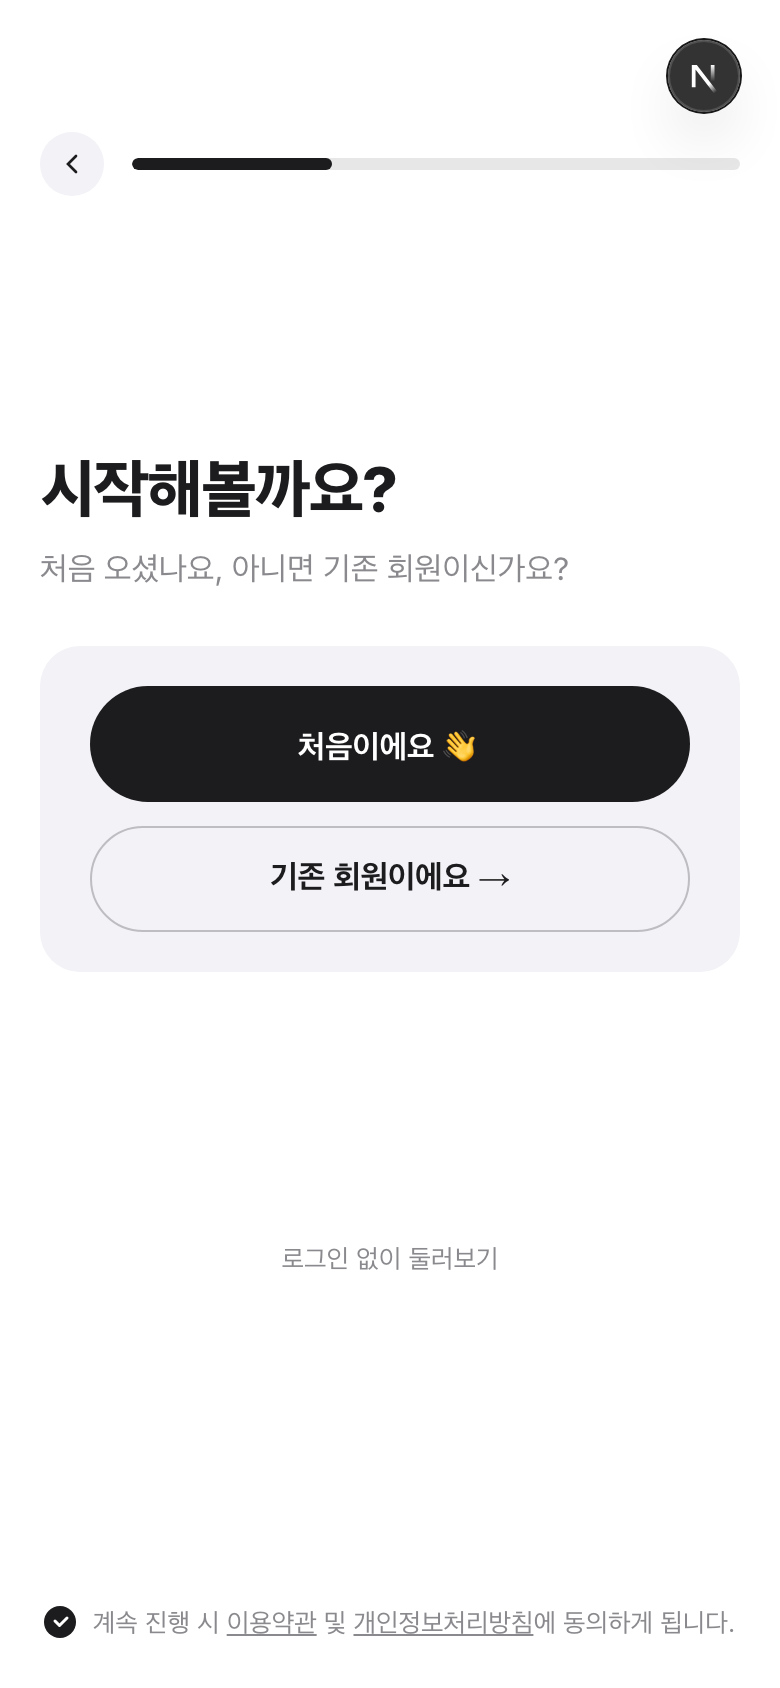 N
시작해볼까요?
처음 오셨나요, 아니면 기존 회원이신가요?
처음이에요 👋
기존 회원이에요 →
로그인 없이 둘러보기
계속 진행 시 이용약관 및 개인정보처리방침에 동의하게 됩니다.